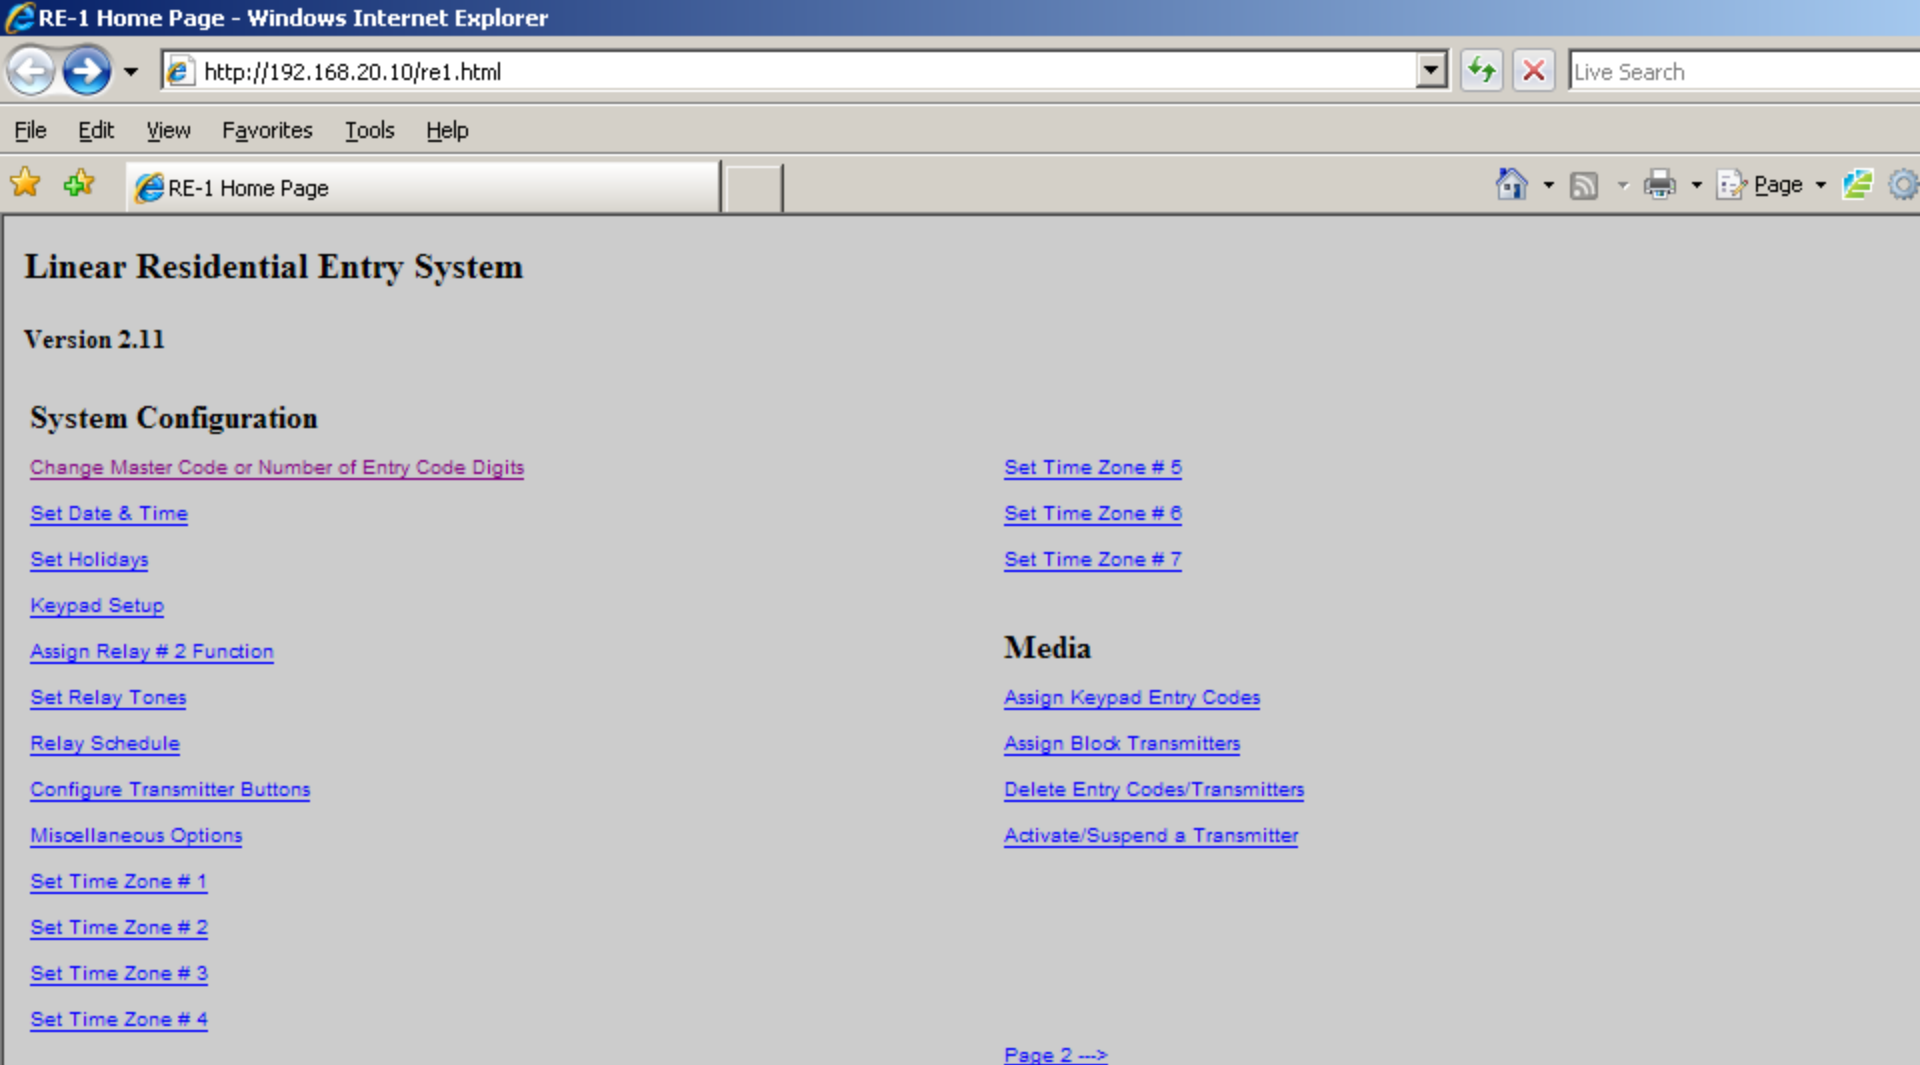 RE-1 Home Page - Windows Internet Explorer
http://192.168.20.10/re1.html
Live Search
File Edit View Favorites Tools Help
RE-1 Home Page
Page
Linear Residential Entry System
Version 2.11
System Configuration
Change Master Code or Number of Entry Code Digits
Set Date & Time
Set Holidays
Keypad Setup
Assign Relay # 2 Function
Set Relay Tones
Relay Schedule
Configure Transmitter Buttons
Miscellaneous Options
Set Time Zone # 1
Set Time Zone # 2
Set Time Zone # 3
Set Time Zone # 4
Set Time Zone # 5
Set Time Zone # 6
Set Time Zone # 7
Media
Assign Keypad Entry Codes
Assign Block Transmitters
Delete Entry Codes/Transmitters
Activate/Suspend a Transmitter
Page 2 --->